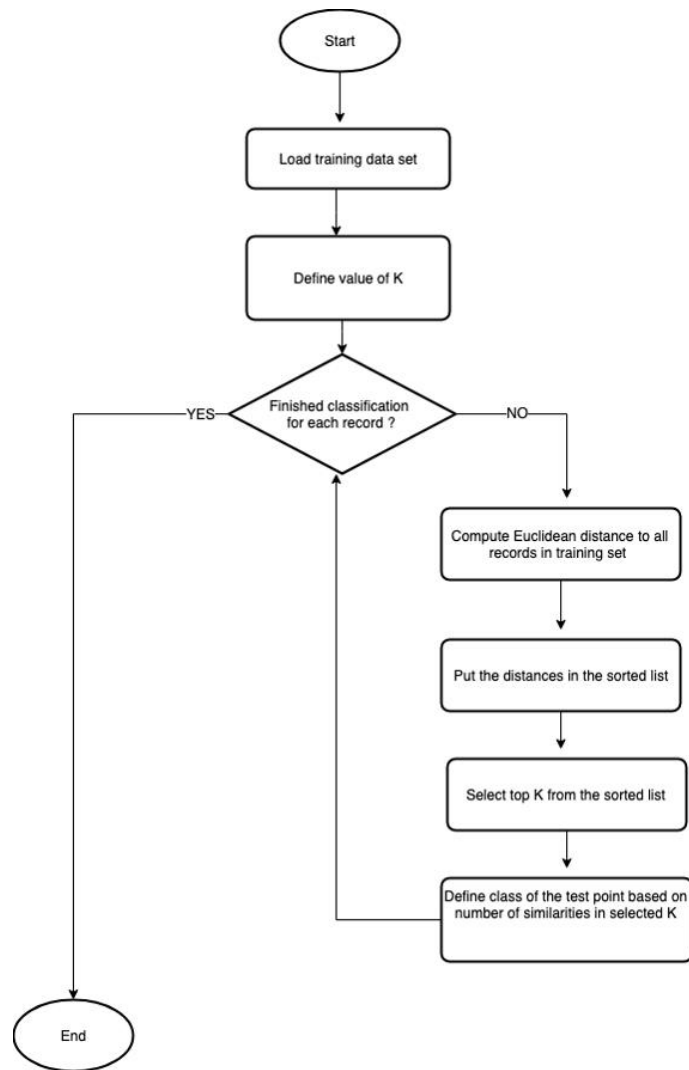 Start
Load training data set
Define value of K
Finished classification
for each record ?
YES
NO
Compute Euclidean distance to all
records in training set
Put the distances in the sorted list
Select top K from the sorted list
Define class of the test point based on
number of similarities in selected K
End